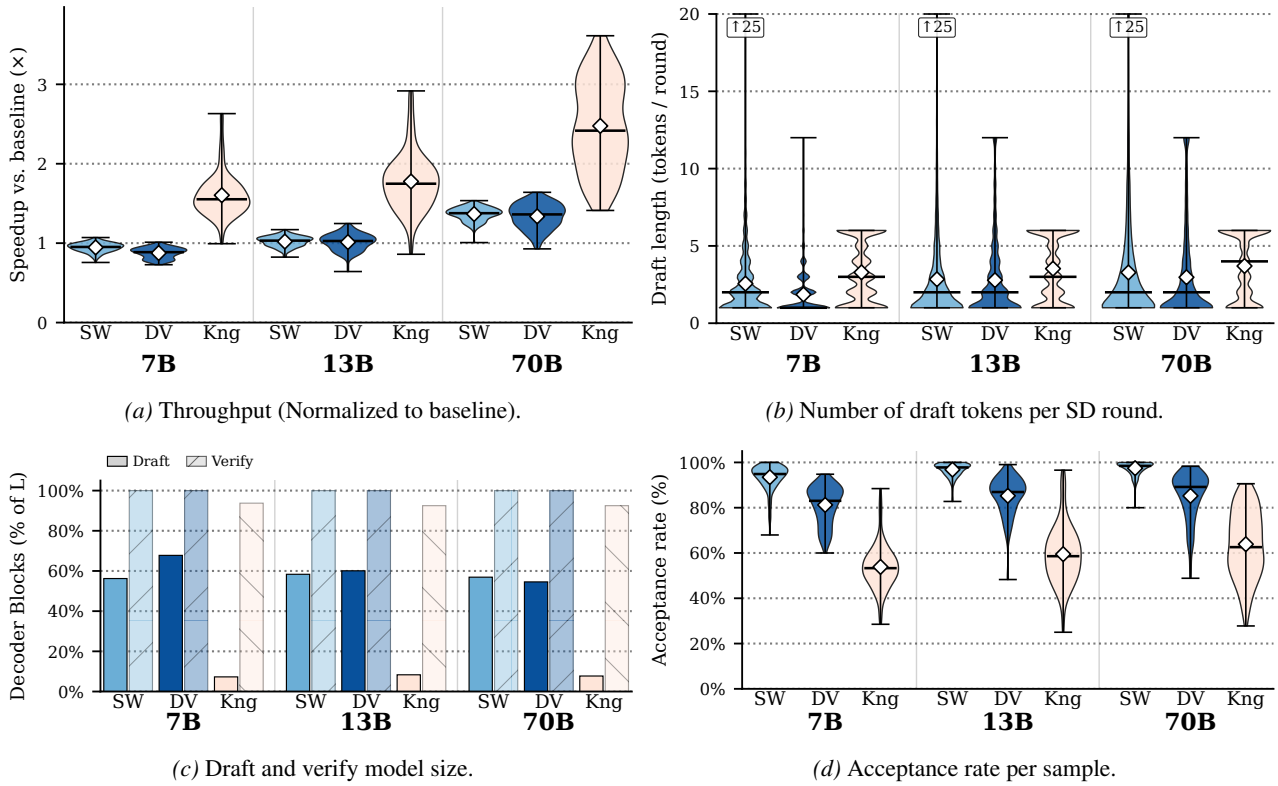 Speedup vs. baseline (×)
3
2
1
0
SW DV Kng SW DV Kng SW DV Kng
7B 13B 70B
(a) Throughput (Normalized to baseline).
Draft length (tokens / round)
20
15
10
5
0
↑25 ↑25 ↑25
SW DV Kng SW DV Kng SW DV Kng
7B 13B 70B
(b) Number of draft tokens per SD round.
Draft Verify
Decoder Blocks (% of L)
100%
80%
60%
40%
20%
0%
SW DV Kng SW DV Kng SW DV Kng
7B 13B 70B
(c) Draft and verify model size.
Acceptance rate (%)
100%
80%
60%
40%
20%
0%
SW DV Kng SW DV Kng SW DV Kng
7B 13B 70B
(d) Acceptance rate per sample.